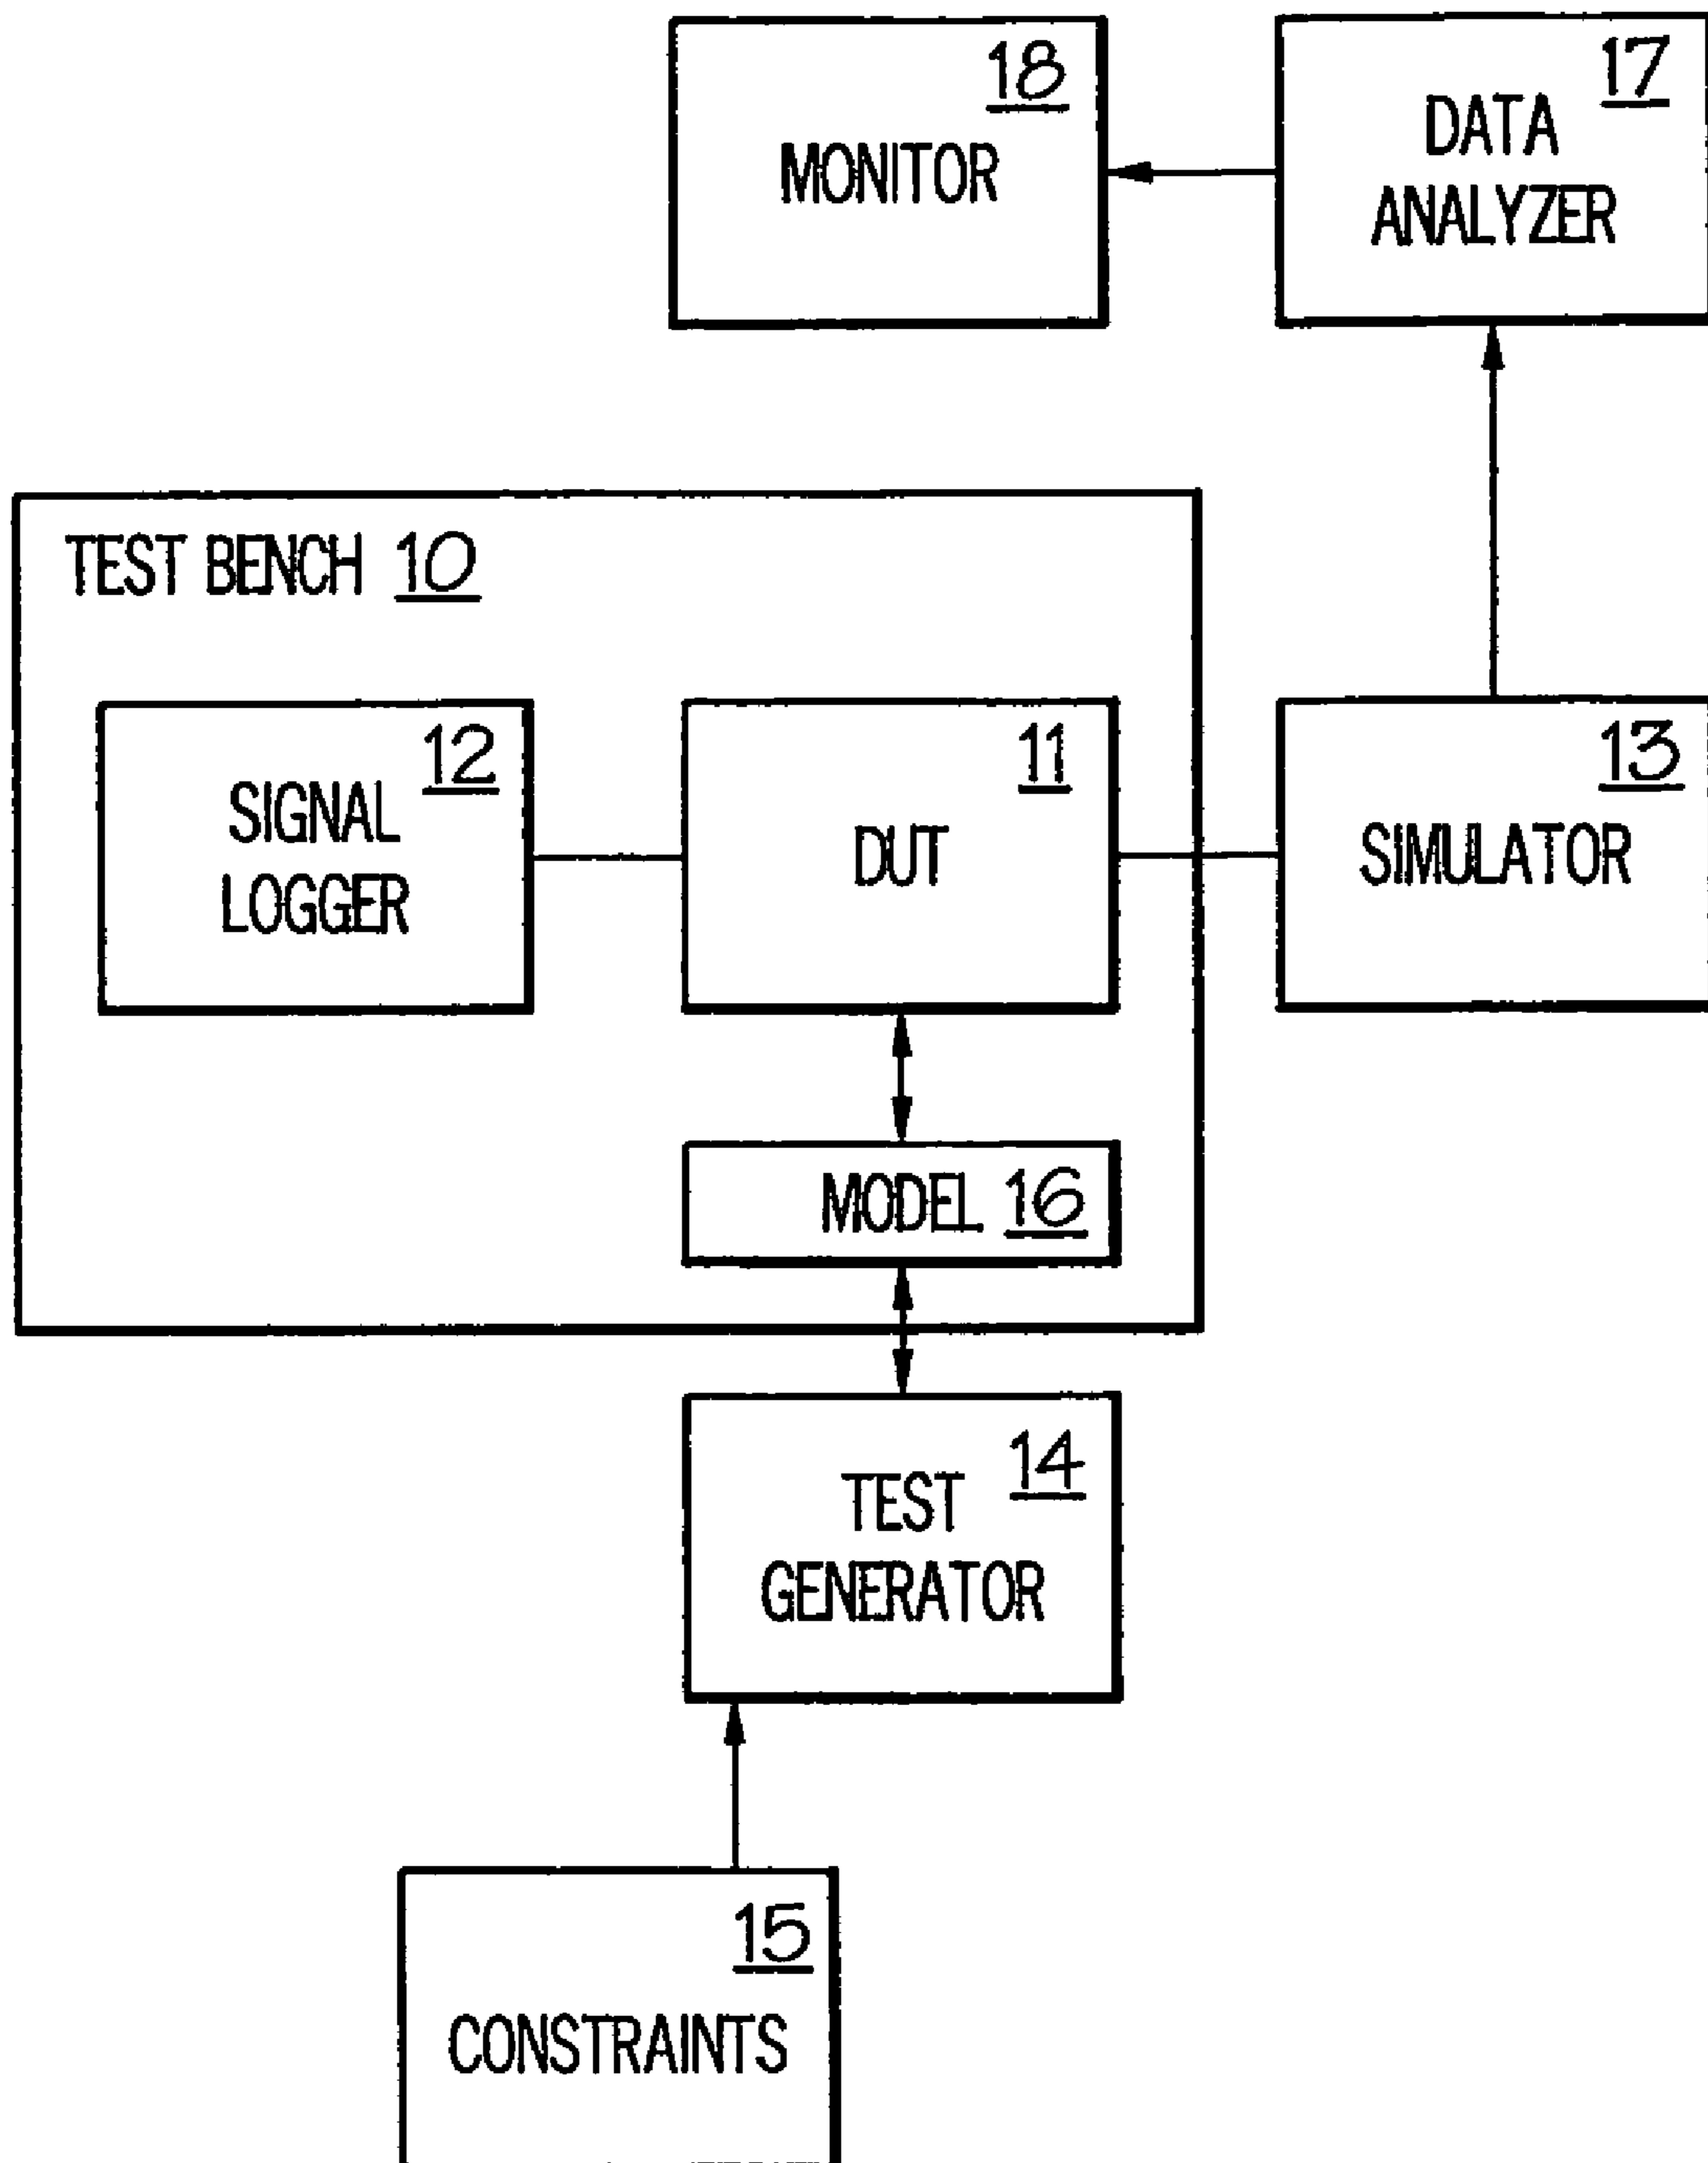 18
MONITOR
17
DATA
ANALYZER
TEST BENCH 10
12
SIGNAL
LOGGER
11
DUT
13
SIMULATOR
MODEL 16
14
TEST
GENERATOR
15
CONSTRAINTS